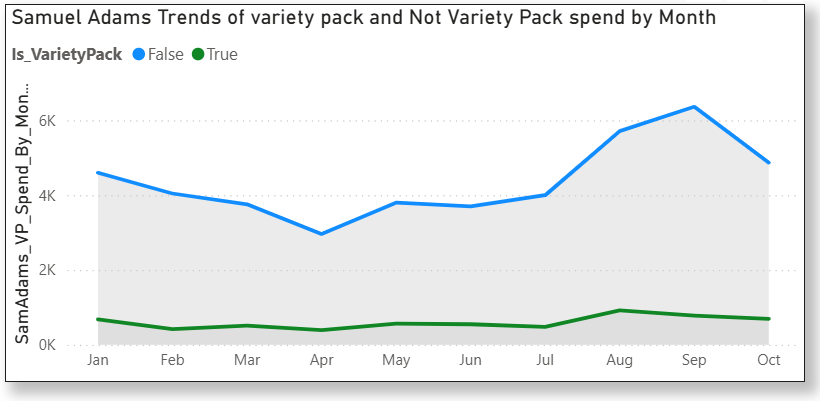 Samuel Adams Trends of variety pack and Not Variety Pack spend by Month
Is_VarietyPack False True
SamAdams_VP_Spend_By_Mon...
6K
4K
2K
0K
Jan Feb Mar Apr May Jun Jul Aug Sep Oct